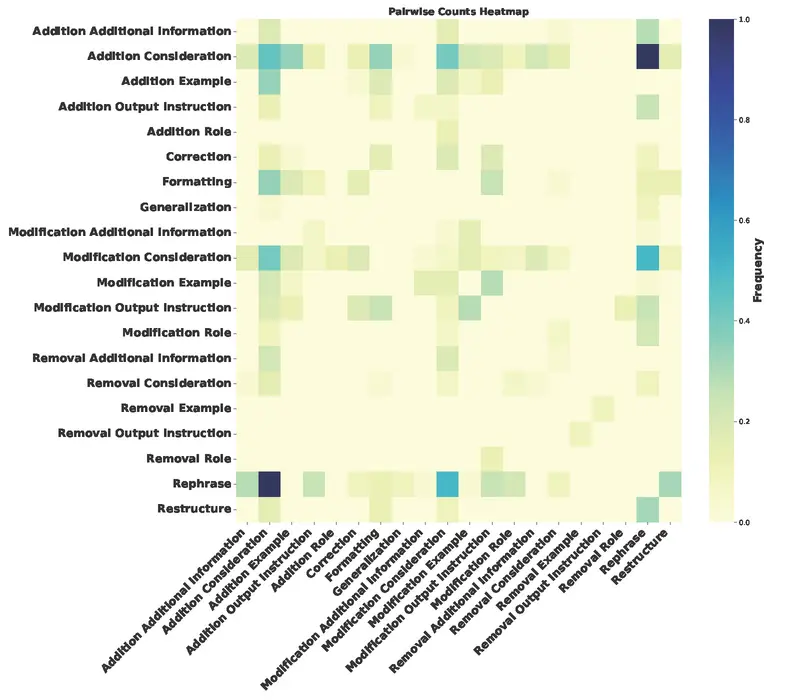 Pairwise Counts Heatmap
Addition Additional Information
Addition Consideration
Addition Example
Addition Output Instruction
Addition Role
Correction
Formatting
Generalization
Modification Additional Information
Modification Consideration
Modification Example
Modification Output Instruction
Modification Role
Removal Additional Information
Removal Consideration
Removal Example
Removal Output Instruction
Removal Role
Rephrase
Restructure
Addition Additional Information
Addition Consideration
Addition Example
Addition Output Instruction
Addition Role
Correction
Formatting
Generalization
Modification Additional Information
Modification Consideration
Modification Example
Modification Output Instruction
Modification Role
Removal Additional Information
Removal Consideration
Removal Example
Removal Output Instruction
Removal Role
Rephrase
Restructure
1.0
0.8
0.6
0.4
0.2
0.0
Frequency